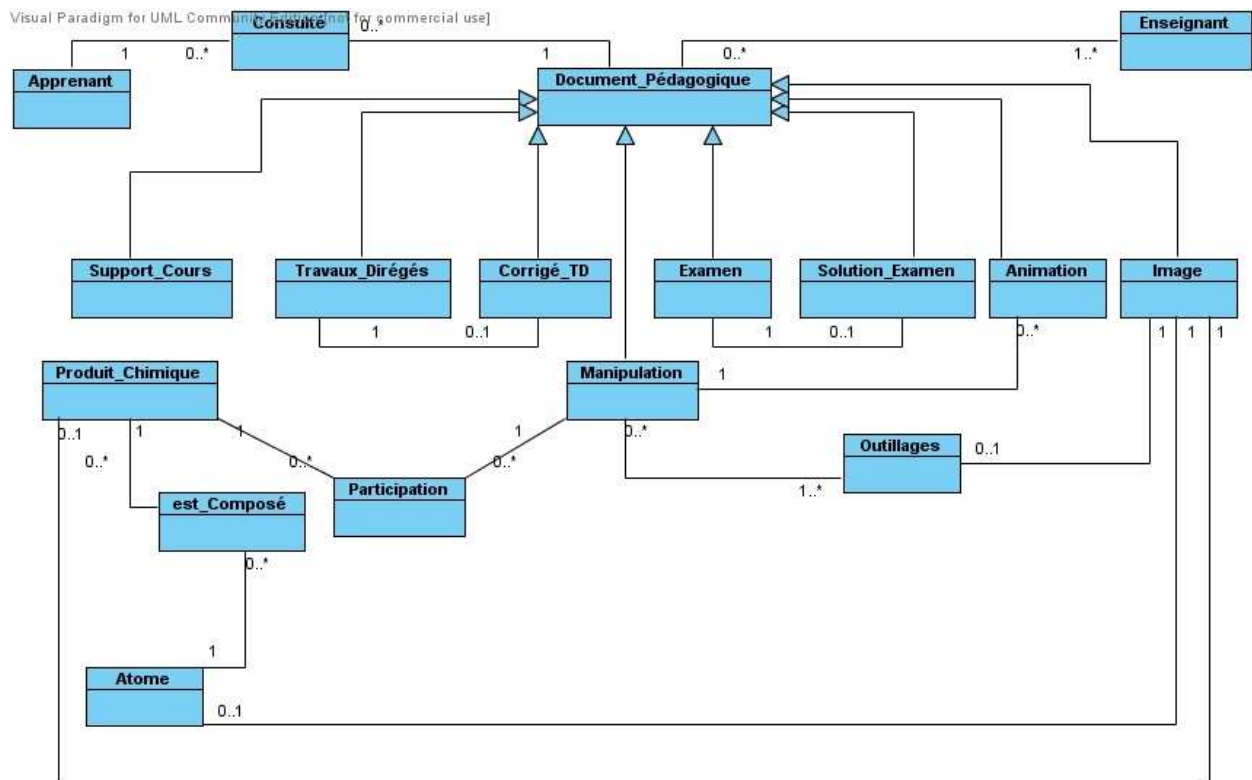 Visual Paradigm for UML Community Edition [not for commercial use]
Consulté
0..*
Enseignant
1
0..*
1
0..*
1..*
Apprenant
Document_Pédagogique
Support_Cours
Travaux_Dirégés
Corrigé_TD
Examen
Solution_Examen
Animation
Image
1
0..1
1
0..1
0..*
1
1
1
Produit_Chimique
Manipulation
1
0..1
1
1
1
0..*
Outillages
0..*
0..*
0..*
0..1
Participation
1..*
est_Composé
0..*
1
Atome
0..1